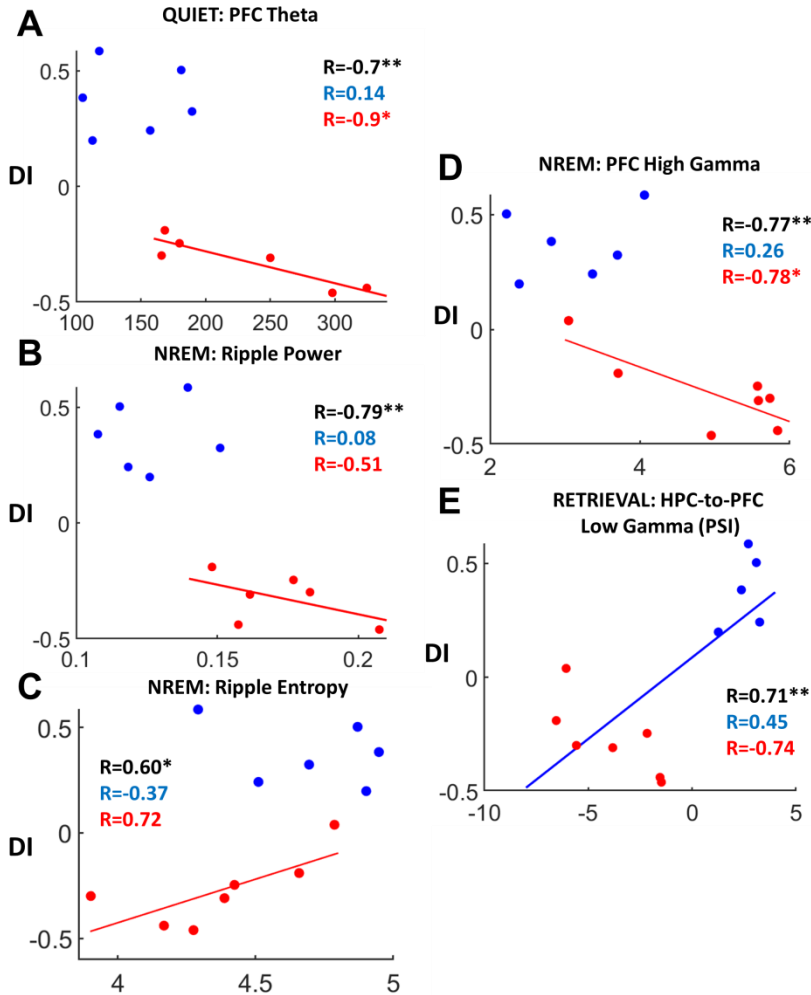 A
QUIET: PFC Theta
0.5
R=-0.7**
R=0.14
R=-0.9*
DI
0
-0.5
100 150 200 250 300
B
NREM: Ripple Power
0.5
R=-0.79**
R=0.08
R=-0.51
DI
0
-0.5
0.1 0.15 0.2
C
NREM: Ripple Entropy
0.5
R=0.60*
R=-0.37
R=0.72
DI
0
-0.5
4 4.5 5
D
NREM: PFC High Gamma
0.5
R=-0.77**
R=0.26
R=-0.78*
DI
0
-0.5
2 4 6
E
RETRIEVAL: HPC-to-PFC
Low Gamma (PSI)
0.5
DI
0
R=0.71**
R=0.45
R=-0.74
-0.5
-10 -5 0 5